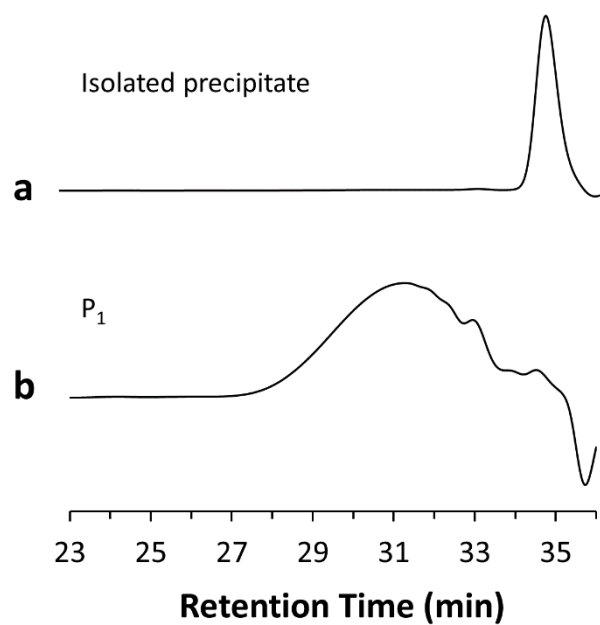 Isolated precipitate
a
P₁
b
23 25 27 29 31 33 35
Retention Time (min)